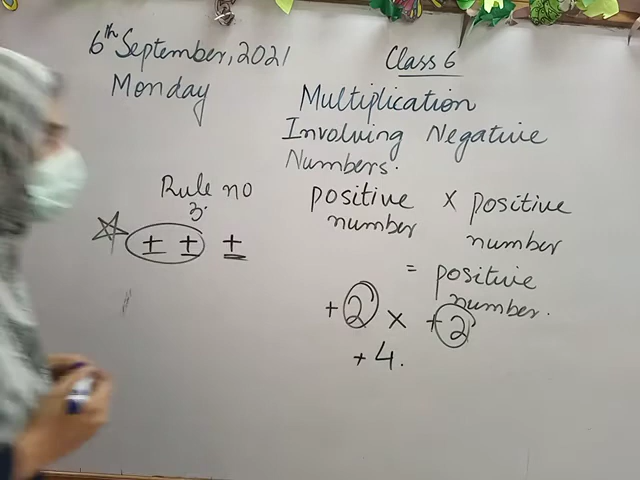 6th September, 2021
Monday
Class 6
Multiplication
Involving Negative
Numbers.
Rule no
3.
± ± ±
positive × positive
number number
= positive
number.
+2 × +2
+4.